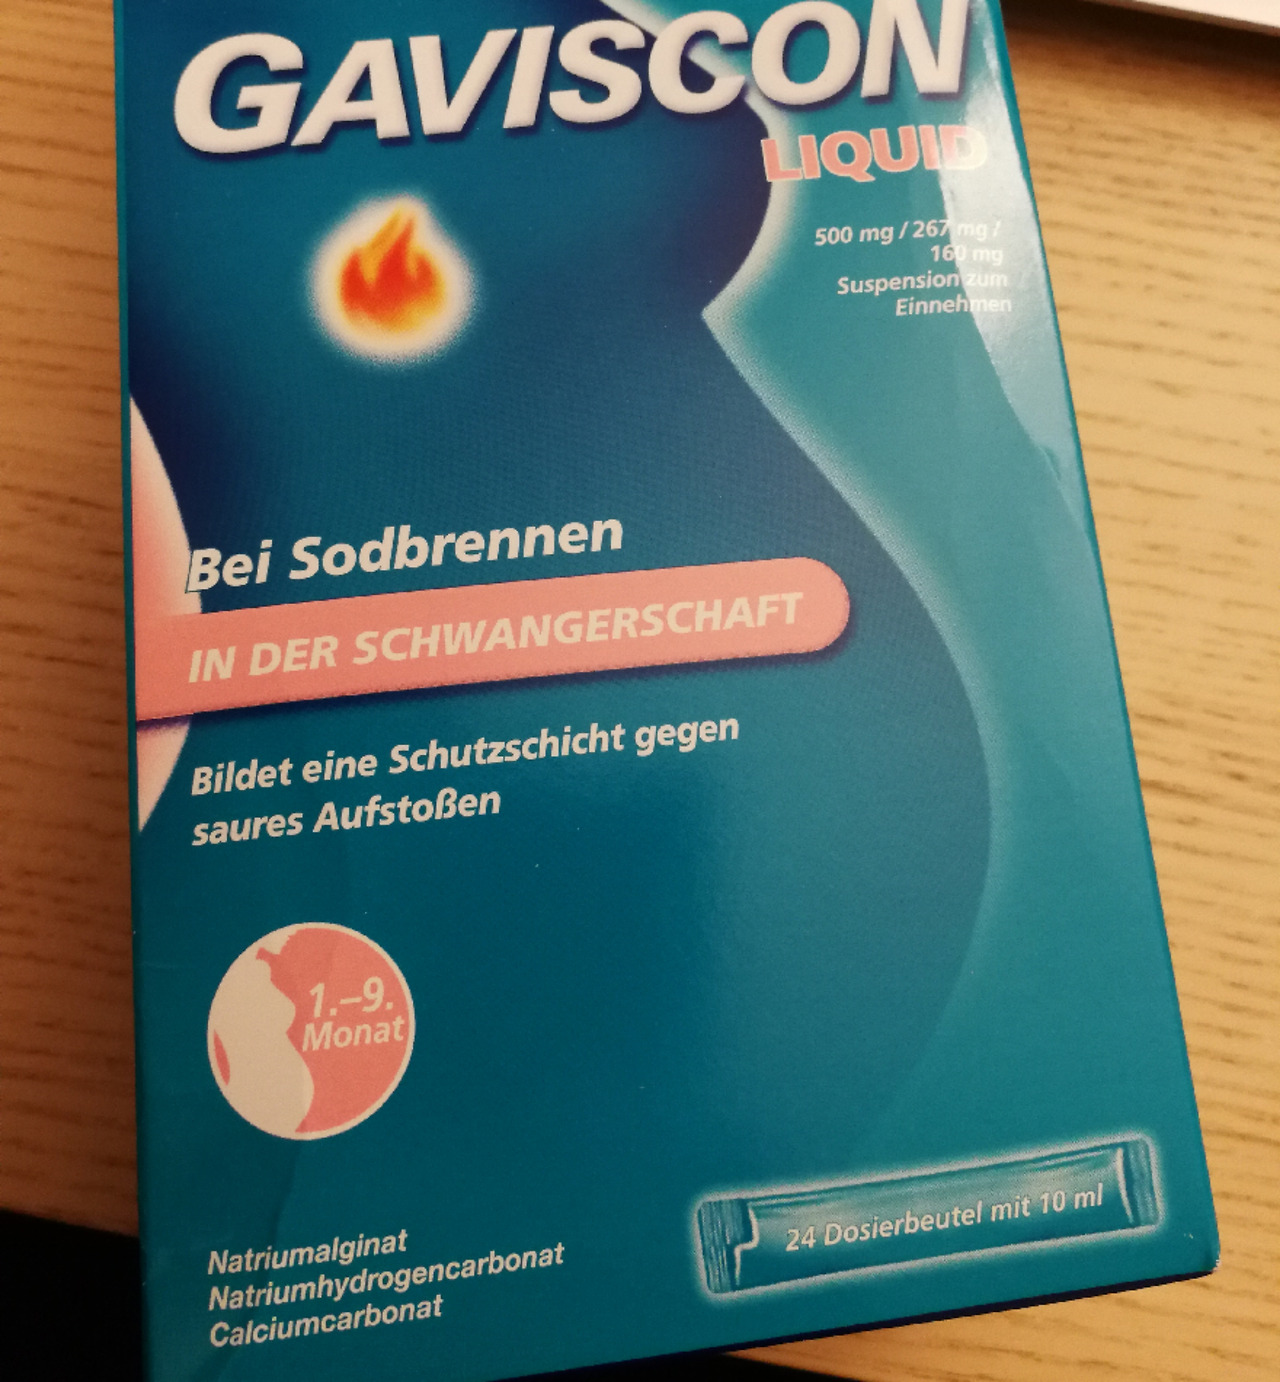 GAVISCON
LIQUID
500 mg / 267 mg /
160 mg
Suspension zum
Einnehmen
Bei Sodbrennen
IN DER SCHWANGERSCHAFT
Bildet eine Schutzschicht gegen
saures Aufstoßen
1.–9.
Monat
24 Dosierbeutel mit 10 ml
Natriumalginat
Natriumhydrogencarbonat
Calciumcarbonat